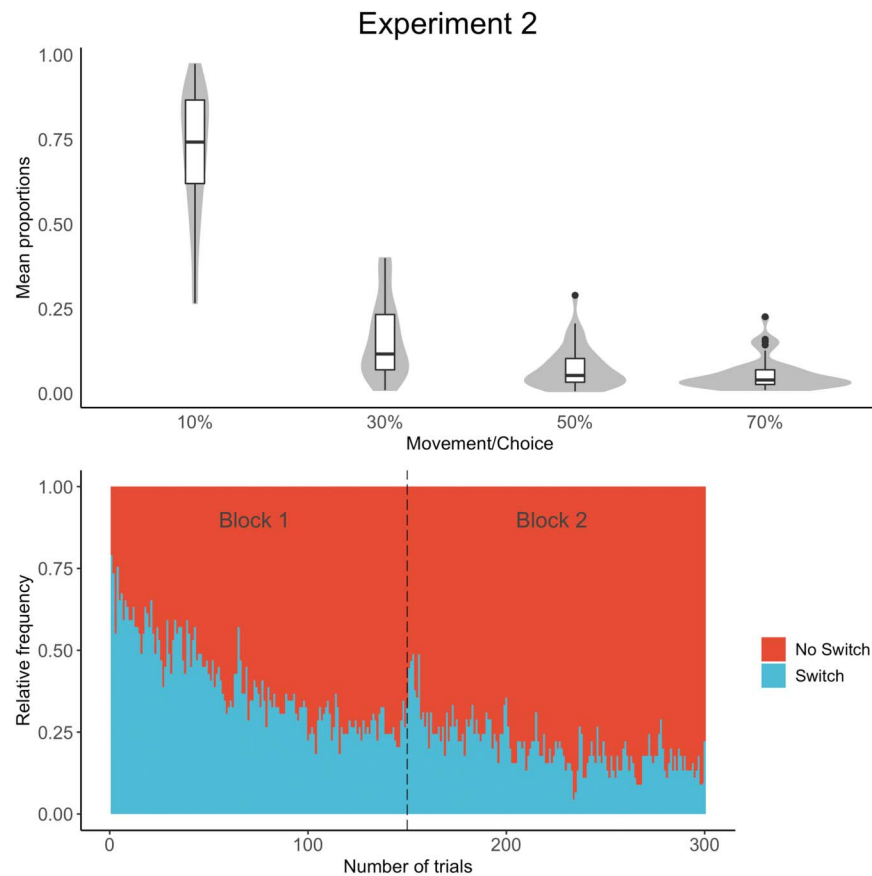 Experiment 2
1.00
0.75
0.50
0.25
0.00
Mean proportions
10% 30% 50% 70%
Movement/Choice
1.00
0.75
0.50
0.25
0.00
Relative frequency
Block 1 Block 2
No Switch
Switch
0 100 200 300
Number of trials